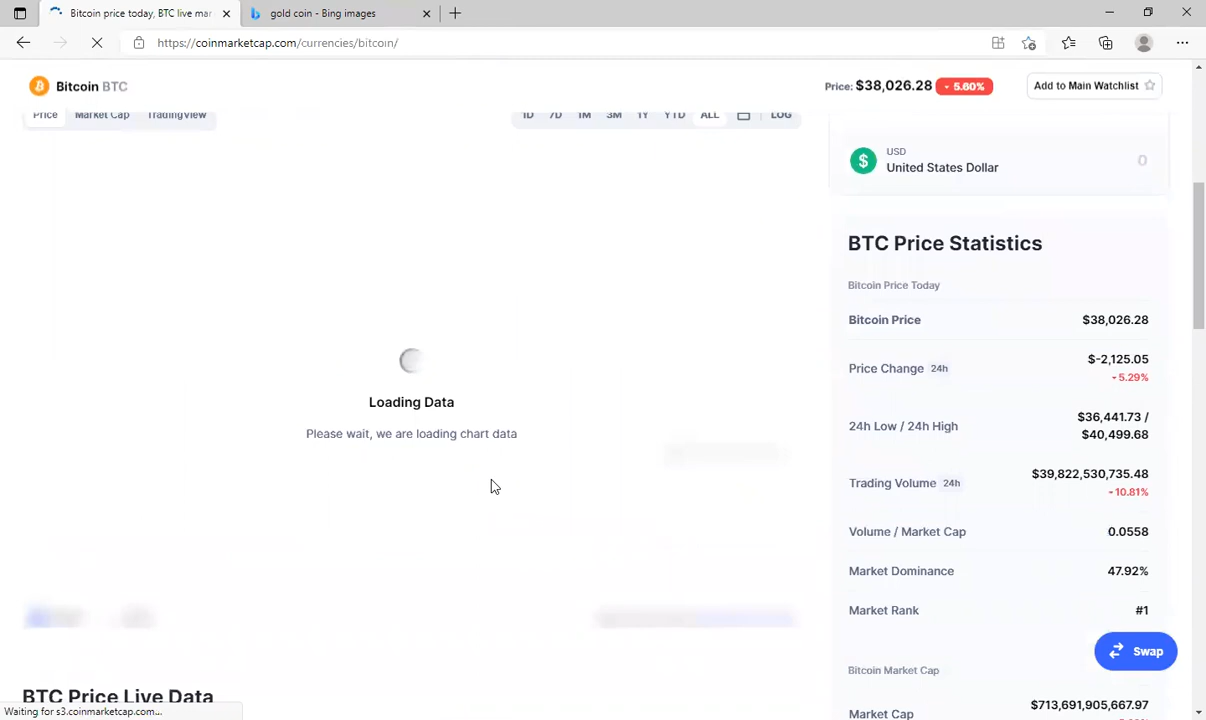 Bitcoin price today, BTC live mar
gold coin - Bing images
https://coinmarketcap.com/currencies/bitcoin/
Bitcoin BTC
Price: $38,026.28 5.60%
Add to Main Watchlist
Price Market Cap TradingView
1D 7D 1M 3M 1Y YTD ALL LOG
USD
United States Dollar
0
Loading Data
Please wait, we are loading chart data
BTC Price Statistics
Bitcoin Price Today
Bitcoin Price $38,026.28
Price Change 24h $-2,125.05
5.29%
24h Low / 24h High $36,441.73 /
$40,499.68
Trading Volume 24h $39,822,530,735.48
10.81%
Volume / Market Cap 0.0558
Market Dominance 47.92%
Market Rank #1
Swap
Bitcoin Market Cap
Market Cap $713,691,905,667.97
BTC Price Live Data
Waiting for s3.coinmarketcap.com...